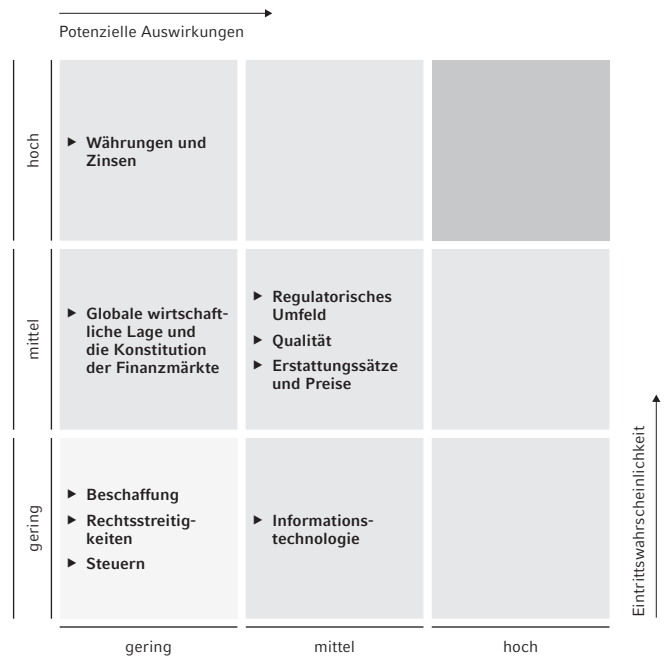 Potenzielle Auswirkungen
hoch
▶ Währungen und
Zinsen
mittel
▶ Globale wirtschaft-
liche Lage und
die Konstitution
der Finanzmärkte
▶ Regulatorisches
Umfeld
▶ Qualität
▶ Erstattungssätze
und Preise
gering
▶ Beschaffung
▶ Rechtsstreitig-
keiten
▶ Steuern
▶ Informations-
technologie
Eintrittswahrscheinlichkeit
gering
mittel
hoch